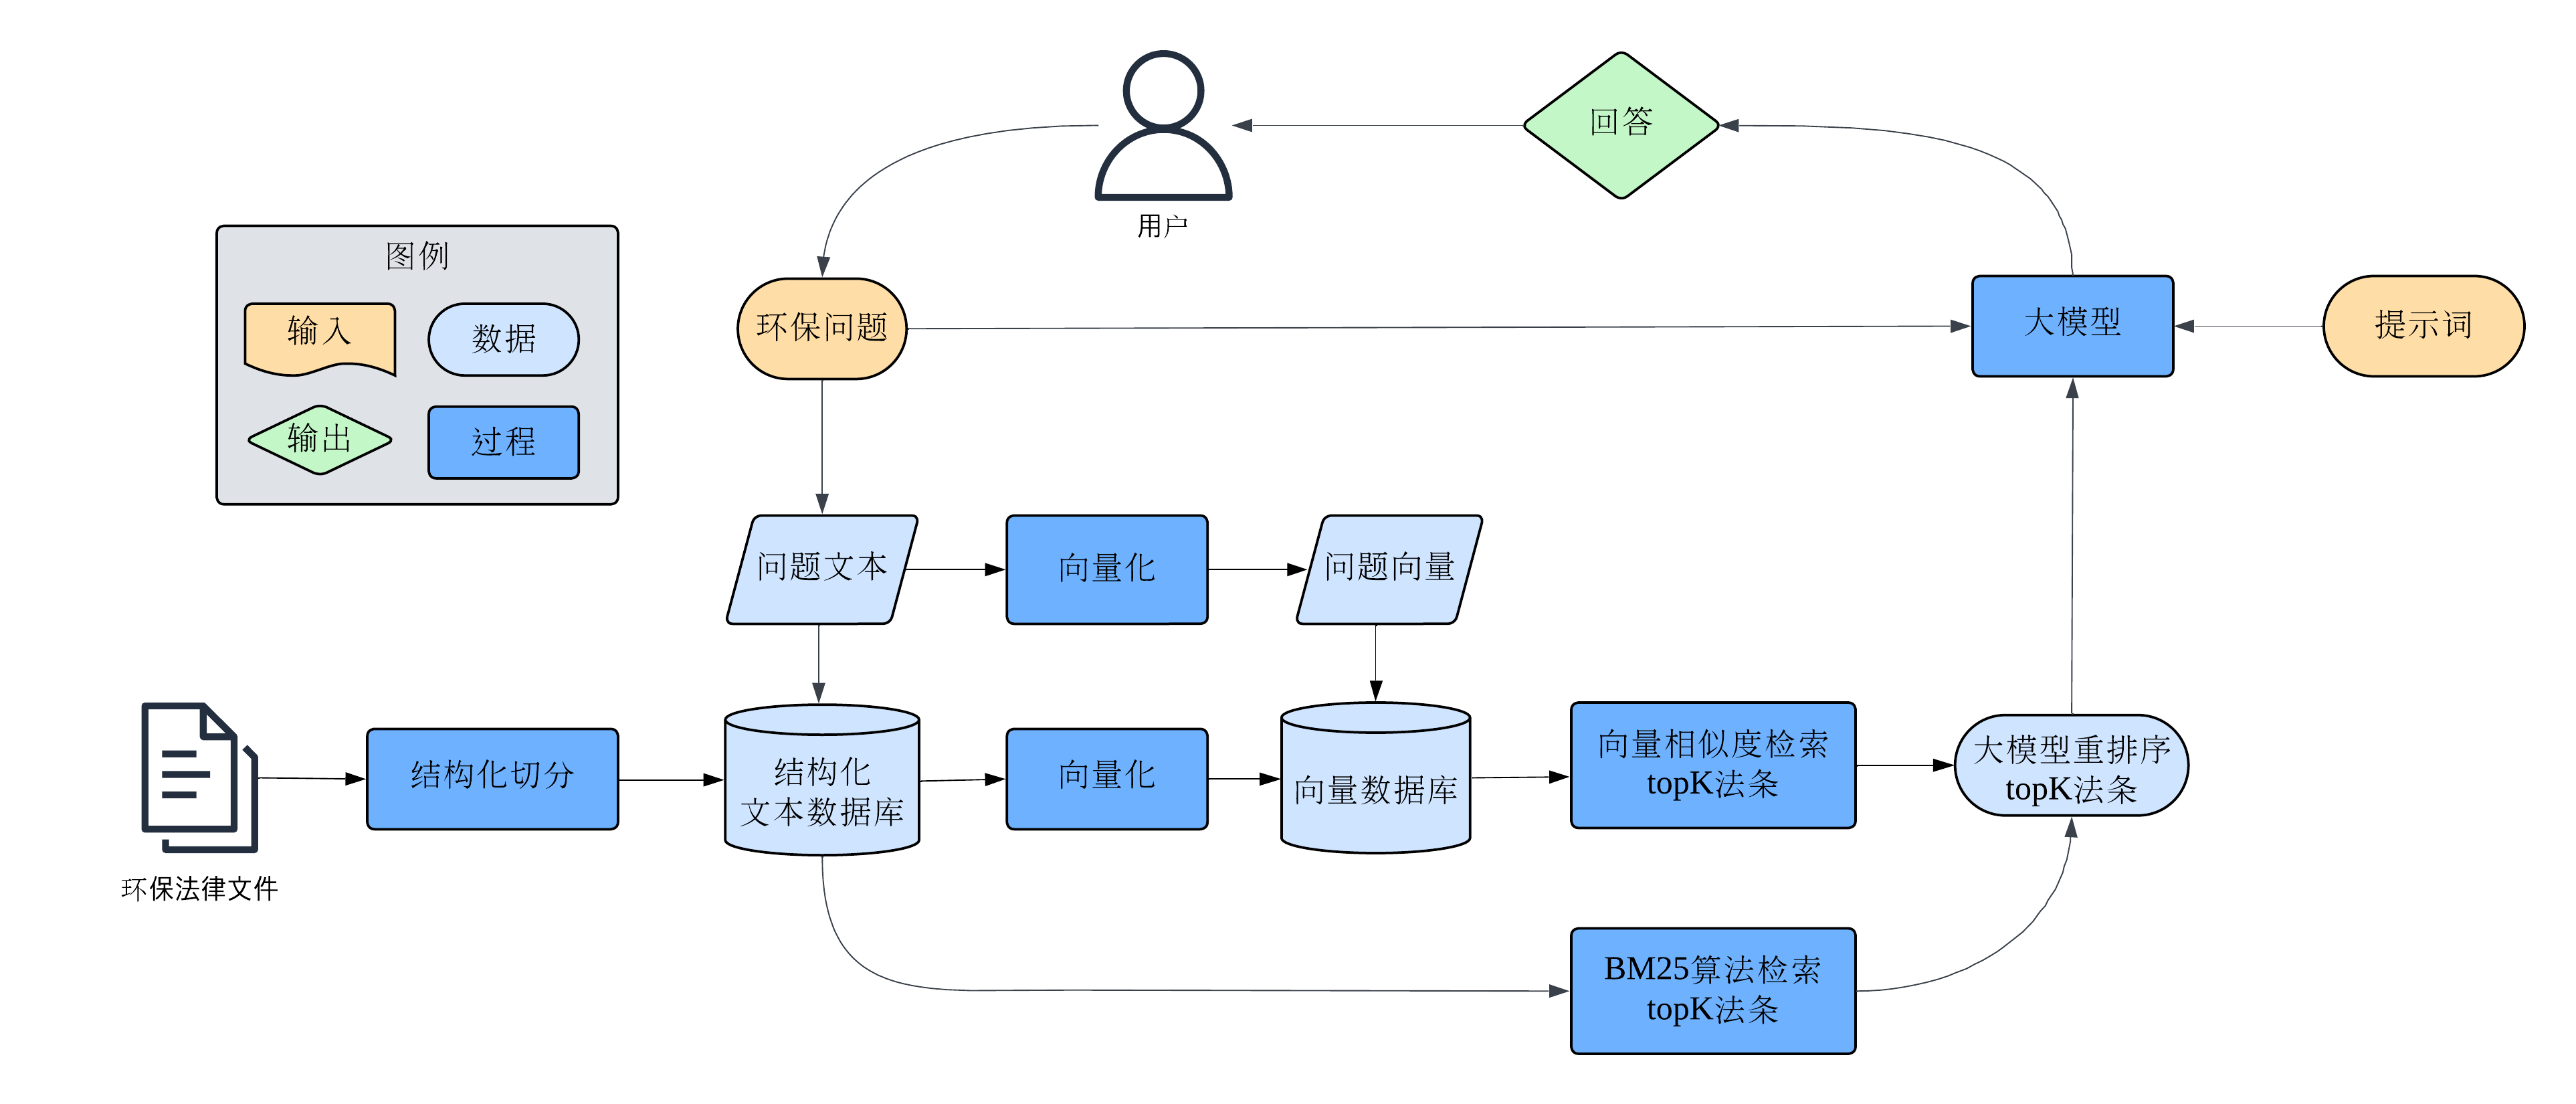 回答
用户
图例
输入
数据
输出
过程
环保问题
大模型
提示词
问题文本
向量化
问题向量
环保法律文件
结构化切分
结构化
文本数据库
向量化
向量数据库
向量相似度检索
topK法条
大模型重排序
topK法条
BM25算法检索
topK法条